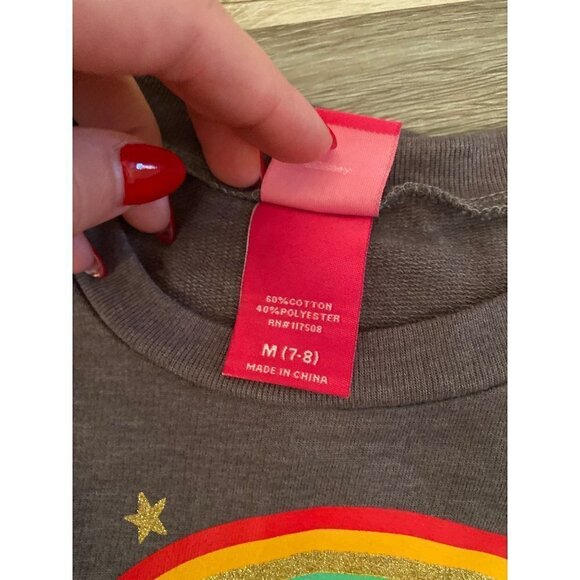 60%COTTON
40%POLYESTER
RN#117508
M (7-8)
MADE IN CHINA